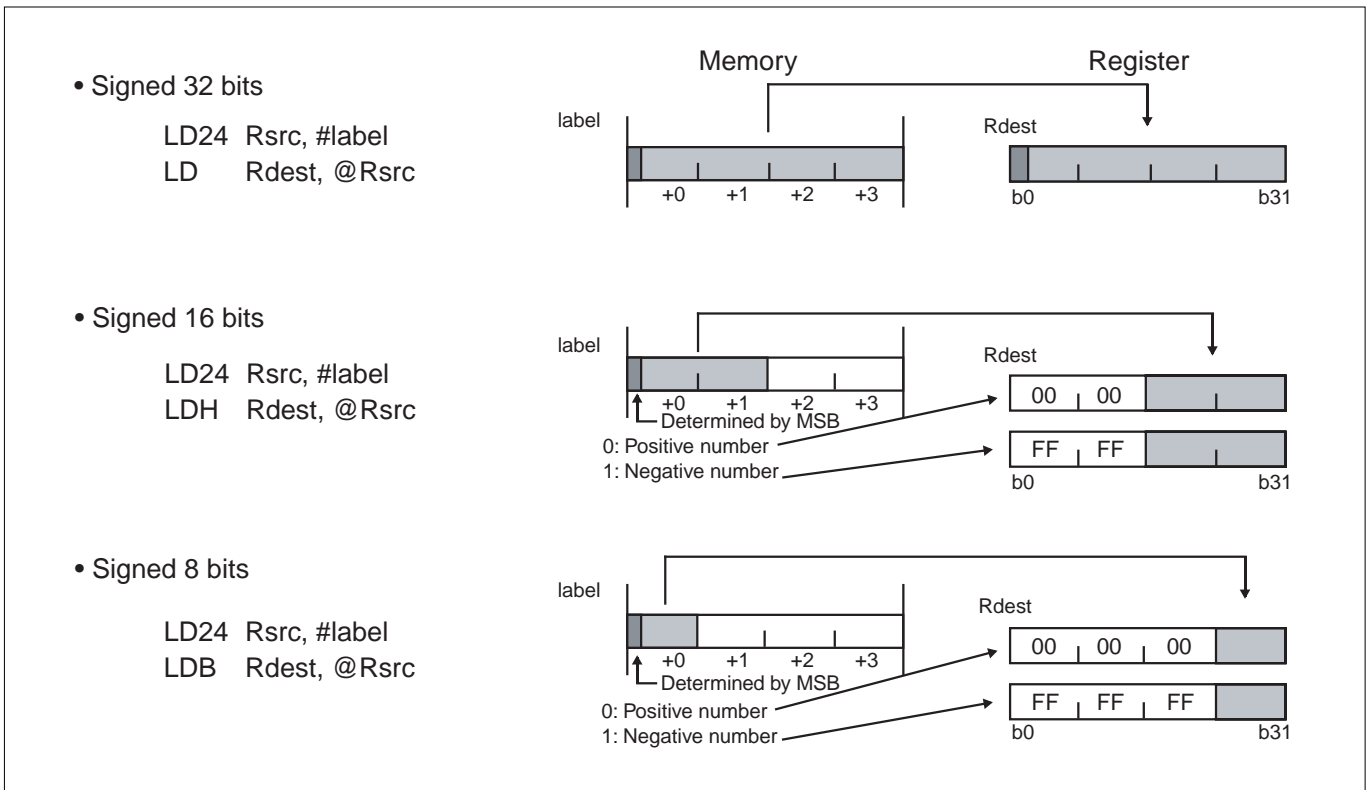 • Signed 32 bits
LD24 Rsrc, #label
LD Rdest, @Rsrc
Memory
Register
label
+0 +1 +2 +3
Rdest
b0 b31
• Signed 16 bits
LD24 Rsrc, #label
LDH Rdest, @Rsrc
label
+0 +1 +2 +3
Determined by MSB
0: Positive number
1: Negative number
Rdest
00 00
FF FF
b0 b31
• Signed 8 bits
LD24 Rsrc, #label
LDB Rdest, @Rsrc
label
+0 +1 +2 +3
Determined by MSB
0: Positive number
1: Negative number
Rdest
00 00 00
FF FF FF
b0 b31